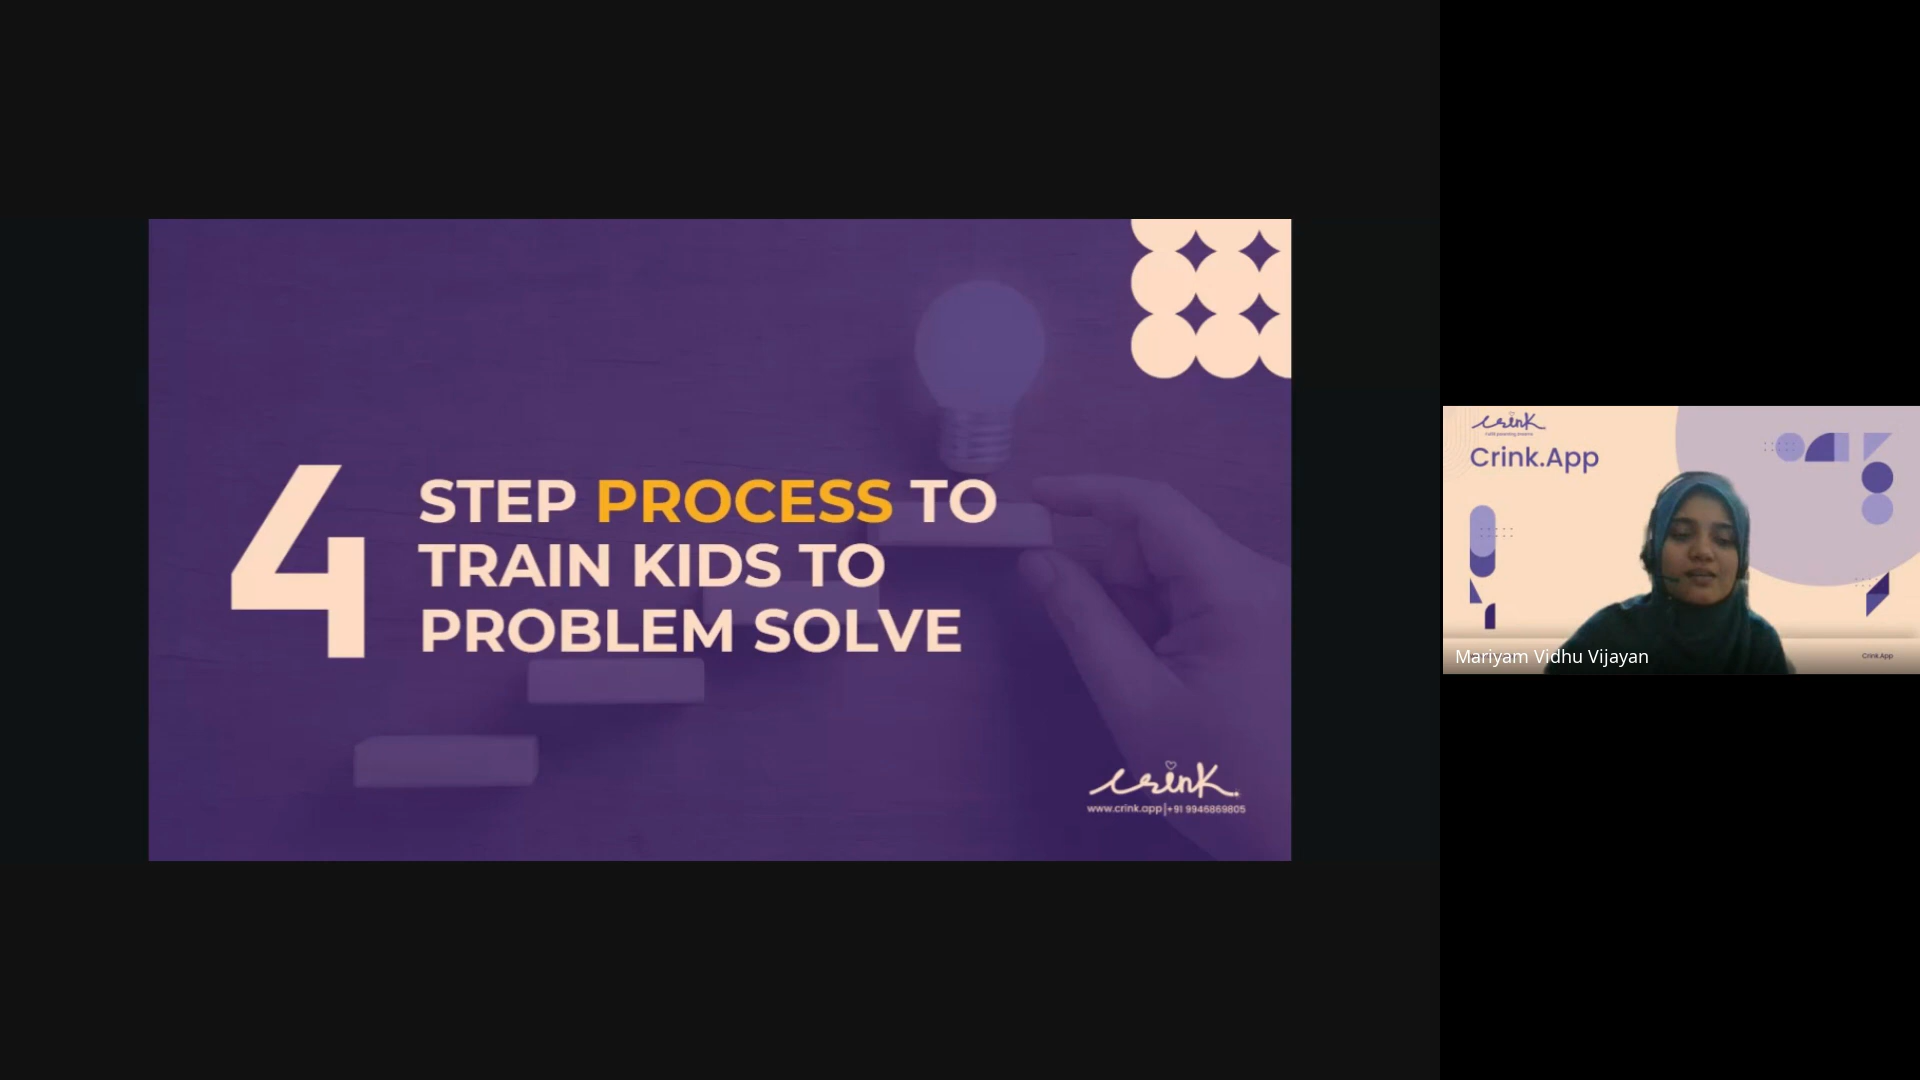 4
STEP PROCESS TO
TRAIN KIDS TO
PROBLEM SOLVE
crink.
www.crink.app|+91 9946869805
crink
Crink.App
Mariyam Vidhu Vijayan
Crink.App